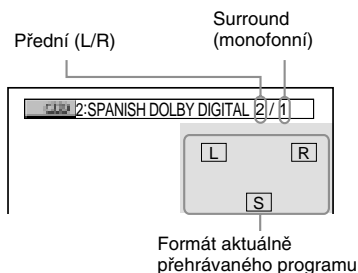 Přední (L/R)
Surround
(monofonní)
2:SPANISH DOLBY DIGITAL 2 / 1
L
R
S
Formát aktuálně
přehrávaného programu